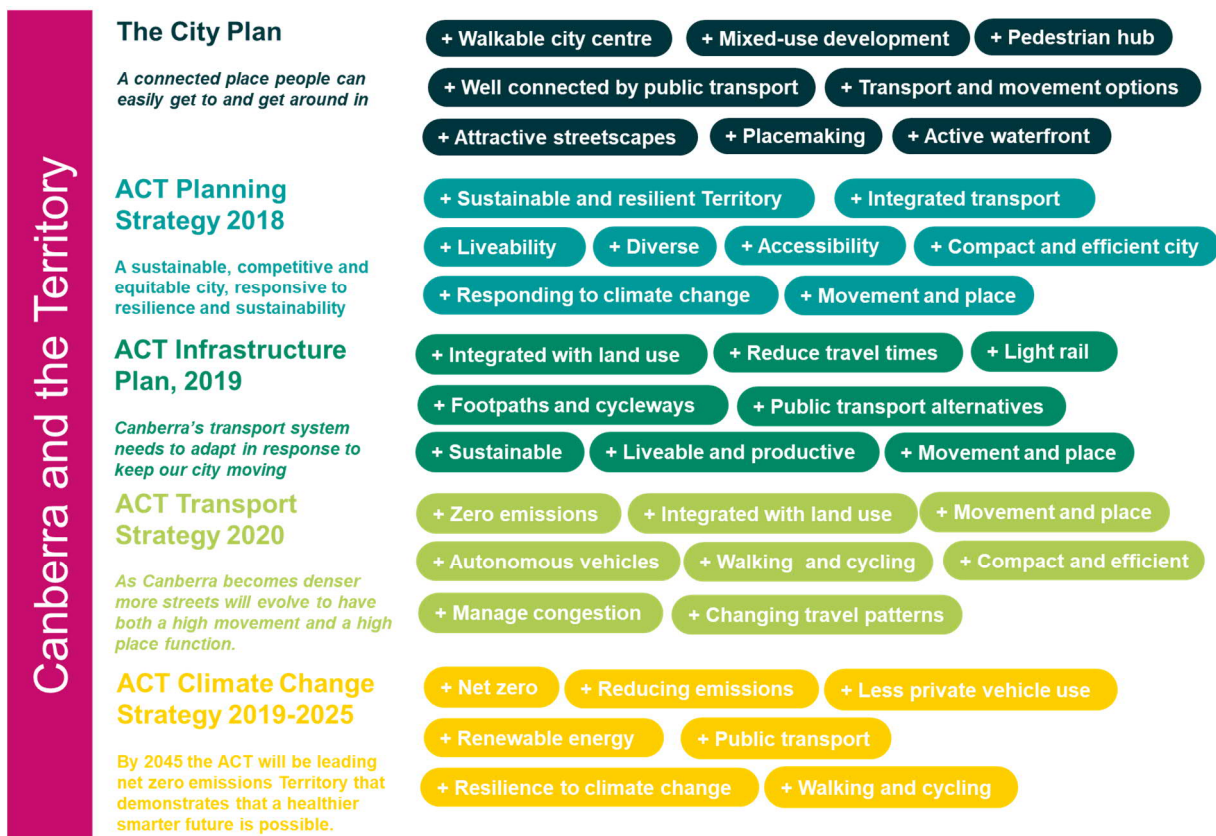 Canberra and the Territory
The City Plan
A connected place people can
easily get to and get around in
+ Walkable city centre
+ Mixed-use development
+ Pedestrian hub
+ Well connected by public transport
+ Transport and movement options
+ Attractive streetscapes
+ Placemaking
+ Active waterfront
ACT Planning
Strategy 2018
A sustainable, competitive and
equitable city, responsive to
resilience and sustainability
+ Sustainable and resilient Territory
+ Integrated transport
+ Liveability
+ Diverse
+ Accessibility
+ Compact and efficient city
+ Responding to climate change
+ Movement and place
ACT Infrastructure
Plan, 2019
Canberra's transport system
needs to adapt in response to
keep our city moving
+ Integrated with land use
+ Reduce travel times
+ Light rail
+ Footpaths and cycleways
+ Public transport alternatives
+ Sustainable
+ Liveable and productive
+ Movement and place
ACT Transport
Strategy 2020
As Canberra becomes denser
more streets will evolve to have
both a high movement and a high
place function.
+ Zero emissions
+ Integrated with land use
+ Movement and place
+ Autonomous vehicles
+ Walking and cycling
+ Compact and efficient
+ Manage congestion
+ Changing travel patterns
ACT Climate Change
Strategy 2019-2025
By 2045 the ACT will be leading
net zero emissions Territory that
demonstrates that a healthier
smarter future is possible.
+ Net zero
+ Reducing emissions
+ Less private vehicle use
+ Renewable energy
+ Public transport
+ Resilience to climate change
+ Walking and cycling